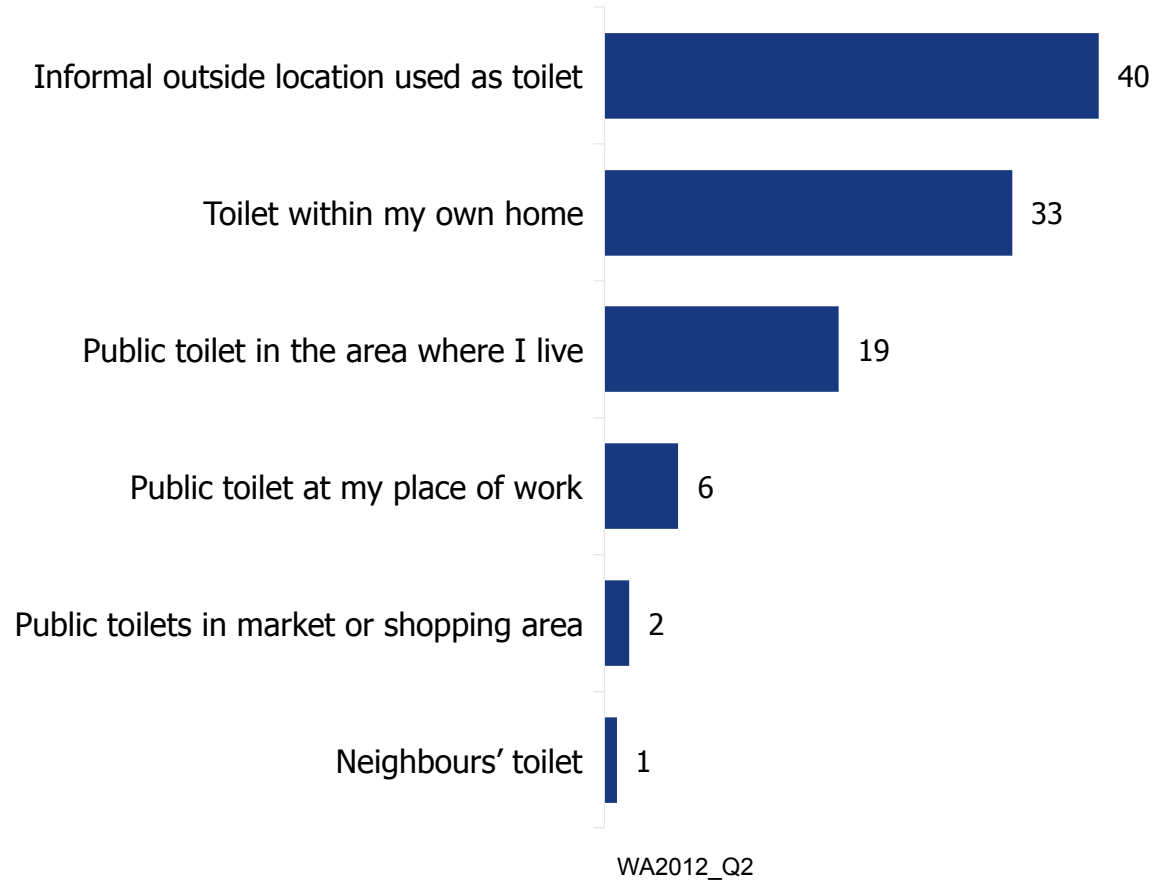 Informal outside location used as toilet 40
Toilet within my own home 33
Public toilet in the area where I live 19
Public toilet at my place of work 6
Public toilets in market or shopping area 2
Neighbours’ toilet 1
WA2012_Q2